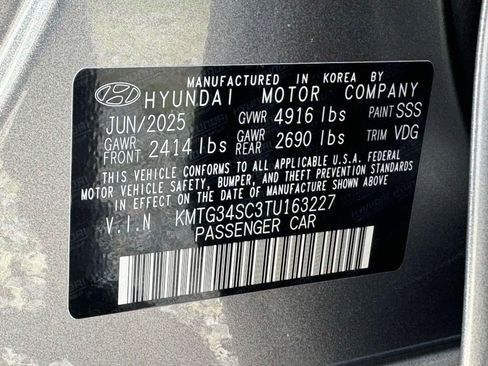 MANUFACTURED IN KOREA BY
HYUNDAI MOTOR COMPANY
JUN/2025 GVWR 4916 lbs PAINT SSS
GAWR FRONT 2414 lbs GAWR REAR 2690 lbs TRIM VDG
THIS VEHICLE CONFORMS TO ALL APPLICABLE U.S.A. FEDERAL
MOTOR VEHICLE SAFETY, BUMPER, AND THEFT PREVENTION STANDARDS
IN EFFECT ON THE DATE OF MANUFACTURE SHOWN ABOVE.
V.I.N KMTG34SC3TU163227
PASSENGER CAR